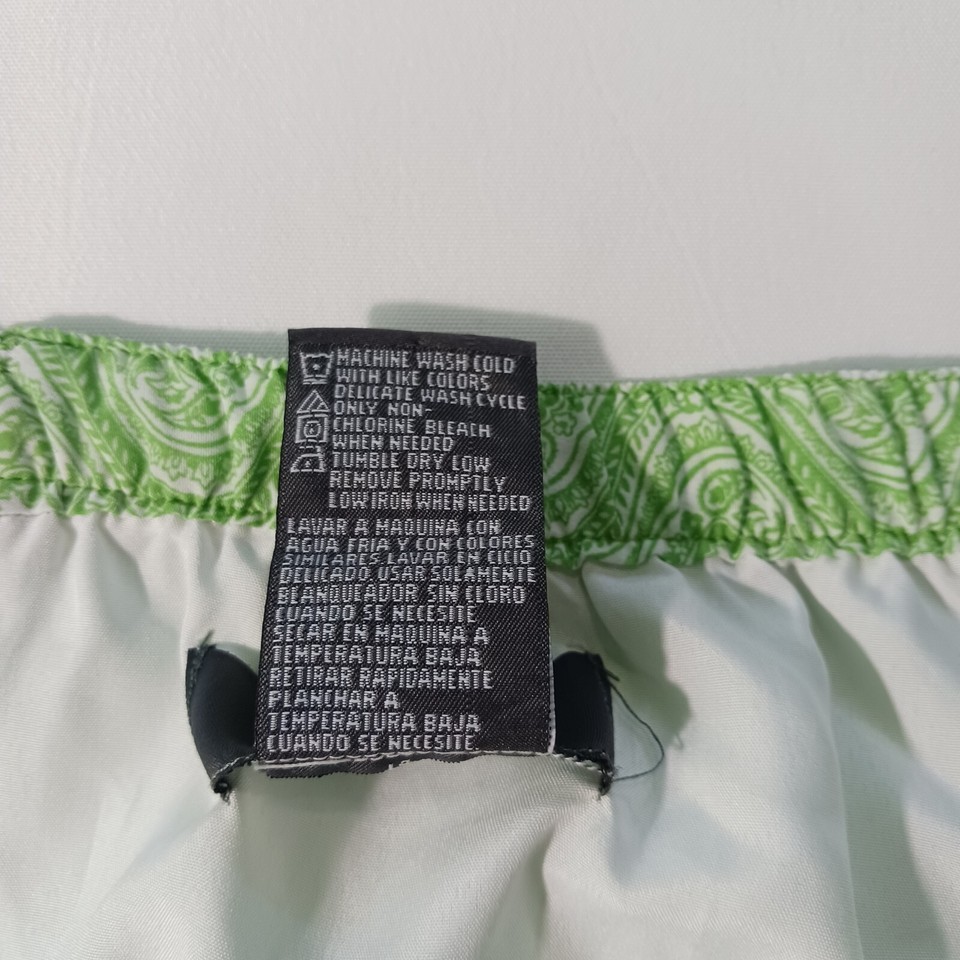 MACHINE WASH COLD
WITH LIKE COLORS
DELICATE WASH CYCLE
ONLY NON-
CHLORINE BLEACH
WHEN NEEDED
TUMBLE DRY LOW
REMOVE PROMPTLY
LOW IRON WHEN NEEDED
LAVAR A MAQUINA CON
AGUA FRIA Y CON COLORES
SIMILARES LAVAR EN CICIO
DELICADO USAR SOLAMENTE
BLANQUEADOR SIN CLORO
CUANDO SE NECESITE
SECAR EN MAQUINA A
TEMPERATURA BAJA
RETIRAR RAPIDAMENTE
PLANCHAR A
TEMPERATURA BAJA
CUANDO SE NECESITE